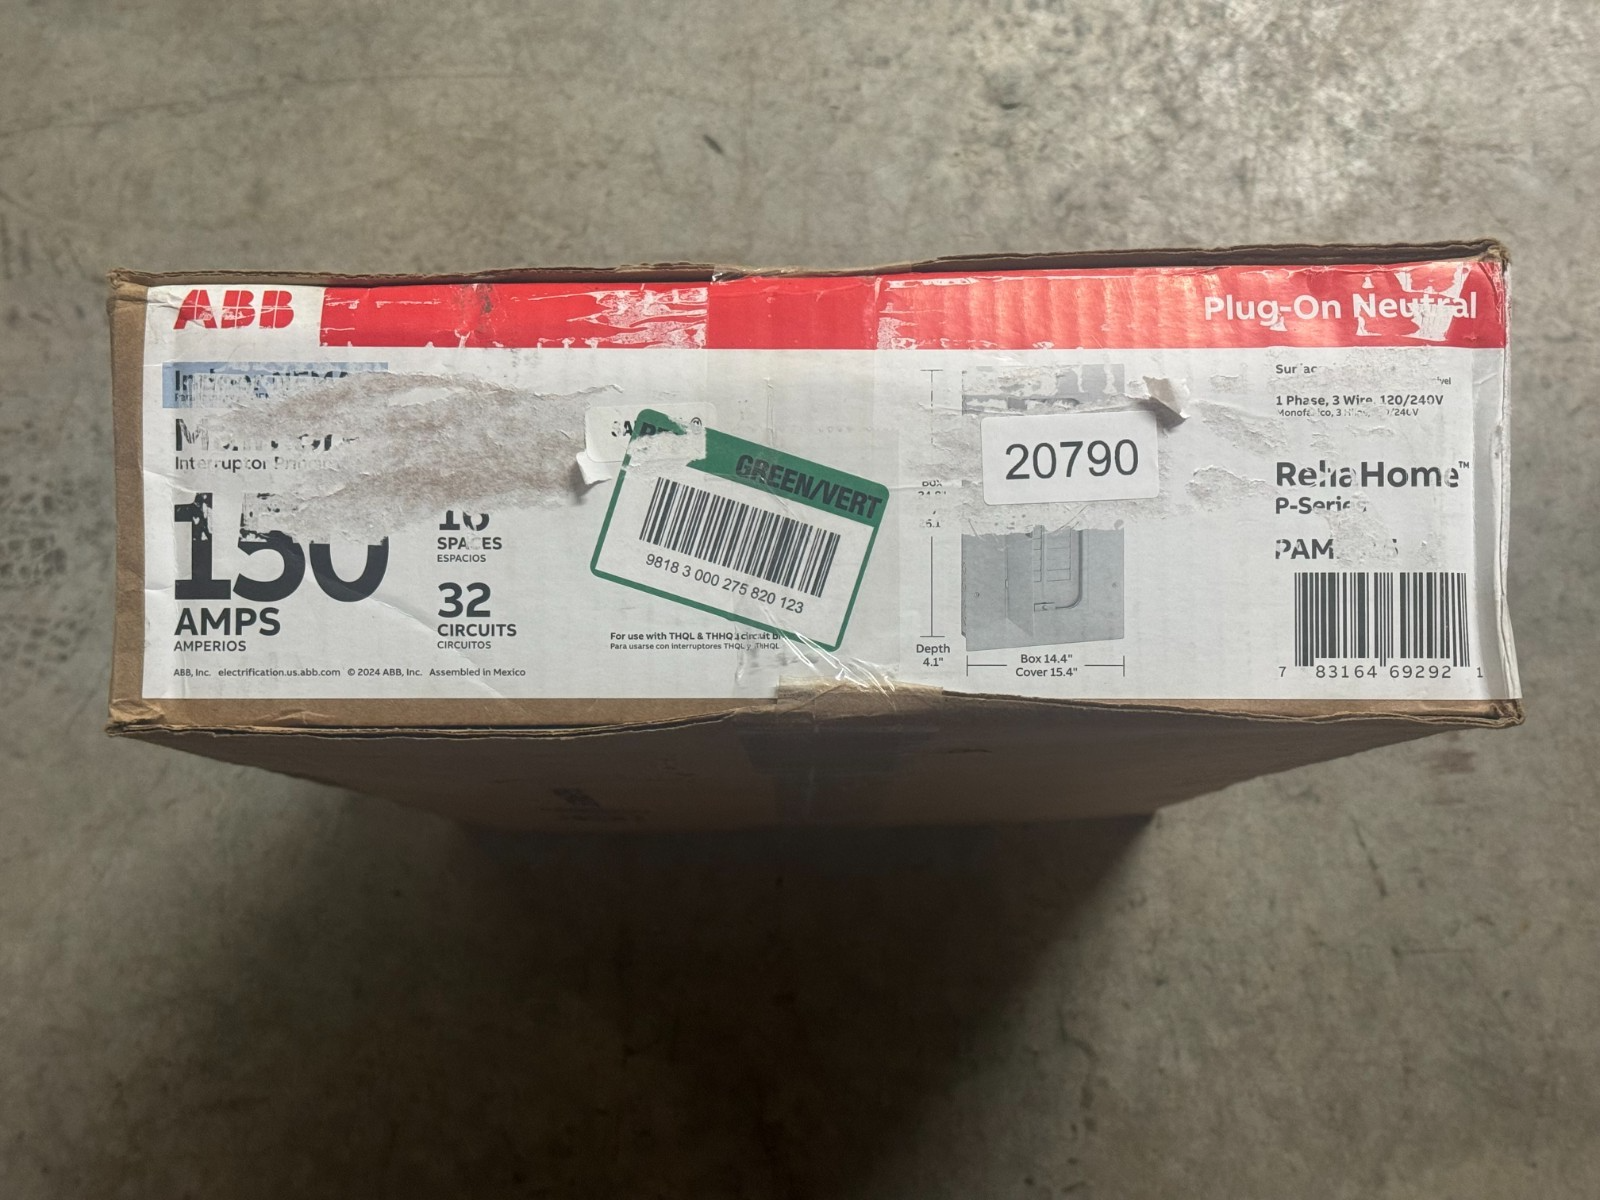 ABB
Plug-On Neutral
Interruptor
150
AMPS
AMPERIOS
16
SPACES
ESPACIOS
32
CIRCUITS
CIRCUITOS
ABB, Inc. electrification.us.abb.com © 2024 ABB, Inc. Assembled in Mexico
GREEN/VERT
9818 3 000 275 820 123
For use with THQL & THHQL circuit
Para usarse con interruptores THQL y THHQL
20790
Depth
4.1"
Box 14.4"
Cover 15.4"
1 Phase, 3 Wire, 120/240V
ReliaHome™
P-Series
7 83164 69292 1